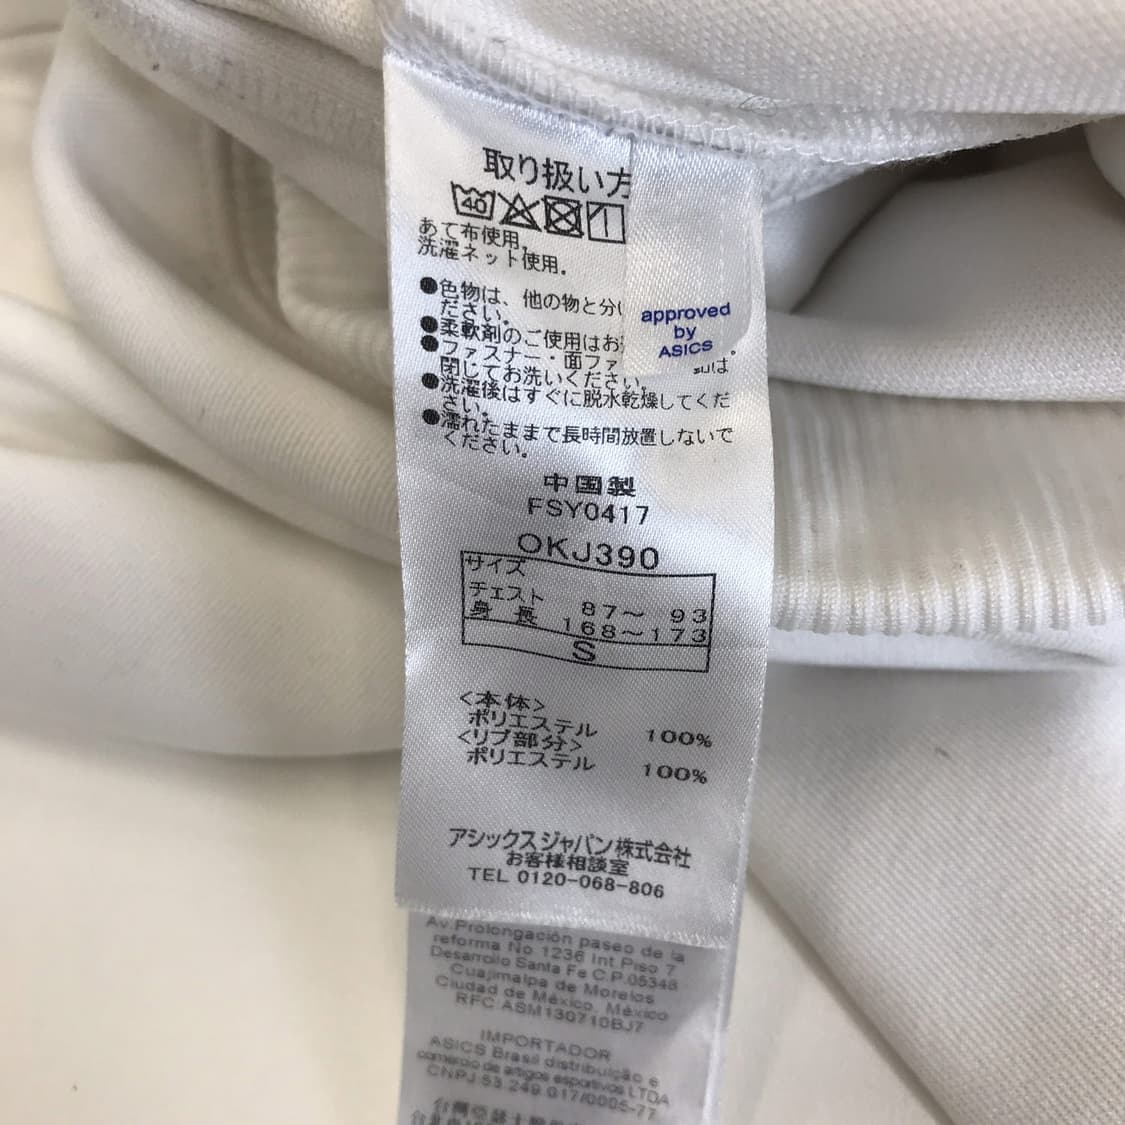 取り扱い方
40
あて布使用。
洗濯ネット使用。
●色物は、他の物と分け
ださい。
●柔軟剤のご使用はお
●ファスナー・面ファ
は
閉じてお洗いください。
●洗濯後はすぐに脱水乾燥してくだ
さい。
●濡れたままで長時間放置しないで
ください。
approved
by
ASICS
中国製
FSY0417
OKJ390
サイズ
チェスト 87～ 93
身 長 168～173
S
<本体>
ポリエステル 100%
<リブ部分>
ポリエステル 100%
アシックスジャパン株式会社
お客様相談室
TEL 0120-068-806
Av.Prolongación paseo de la
reforma No 1236 Int Piso 7
Desarrollo Santa Fe C.P.05348
Cuajimalpa de Morelos
Ciudad de México, México
RFC ASM130710BJ7
IMPORTADOR
ASICS Brasil distribuição e
comércio de artigos esportivos LTDA
CNPJ 53.249.017/0005-77